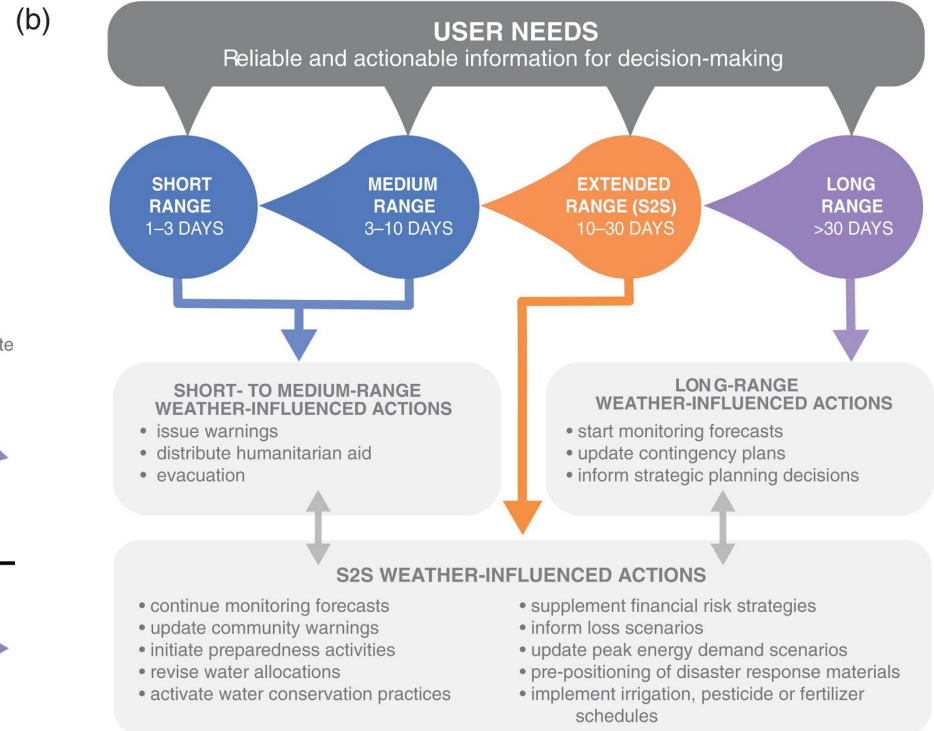 (b)
USER NEEDS
Reliable and actionable information for decision-making
SHORT
RANGE
1–3 DAYS
MEDIUM
RANGE
3–10 DAYS
EXTENDED
RANGE (S2S)
10–30 DAYS
LONG
RANGE
>30 DAYS
te
SHORT- TO MEDIUM-RANGE
WEATHER-INFLUENCED ACTIONS
• issue warnings
• distribute humanitarian aid
• evacuation
LONG-RANGE
WEATHER-INFLUENCED ACTIONS
• start monitoring forecasts
• update contingency plans
• inform strategic planning decisions
S2S WEATHER-INFLUENCED ACTIONS
• continue monitoring forecasts
• update community warnings
• initiate preparedness activities
• revise water allocations
• activate water conservation practices
• supplement financial risk strategies
• inform loss scenarios
• update peak energy demand scenarios
• pre-positioning of disaster response materials
• implement irrigation, pesticide or fertilizer
schedules